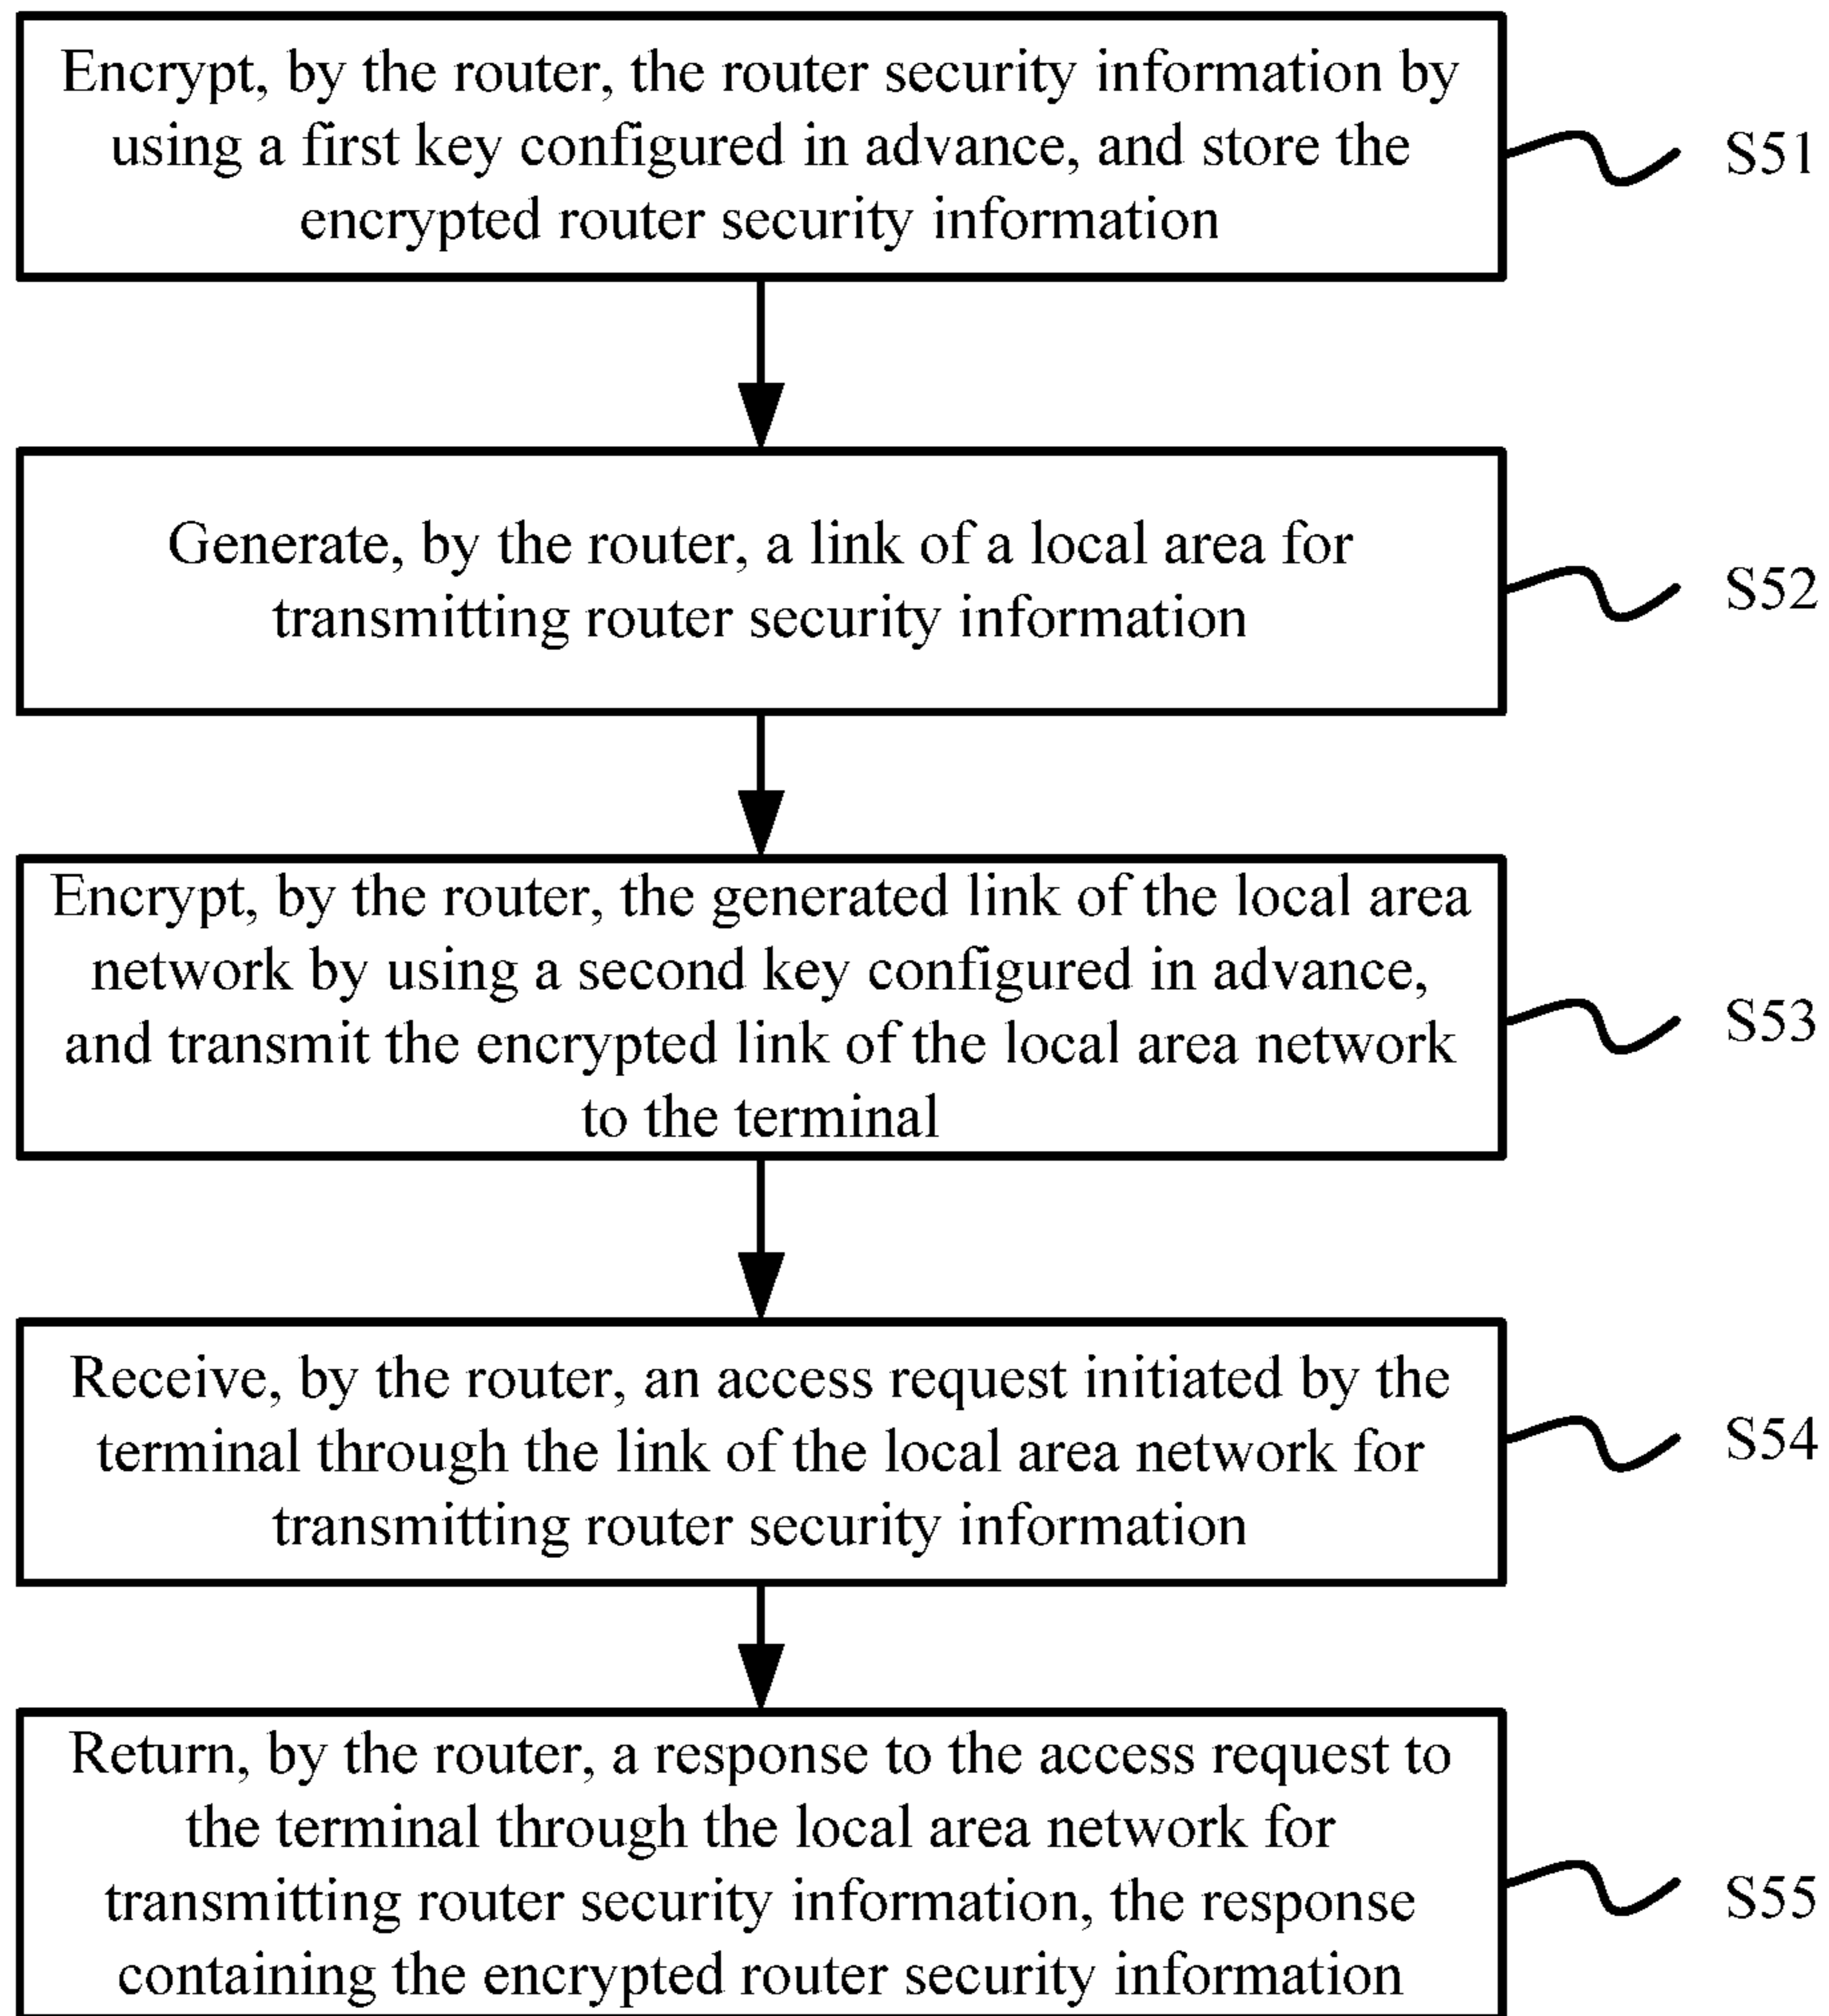 Encrypt, by the router, the router security information by
using a first key configured in advance, and store the
encrypted router security information
S51
Generate, by the router, a link of a local area for
transmitting router security information
S52
Encrypt, by the router, the generated link of the local area
network by using a second key configured in advance,
and transmit the encrypted link of the local area network
to the terminal
S53
Receive, by the router, an access request initiated by the
terminal through the link of the local area network for
transmitting router security information
S54
Return, by the router, a response to the access request to
the terminal through the local area network for
transmitting router security information, the response
containing the encrypted router security information
S55